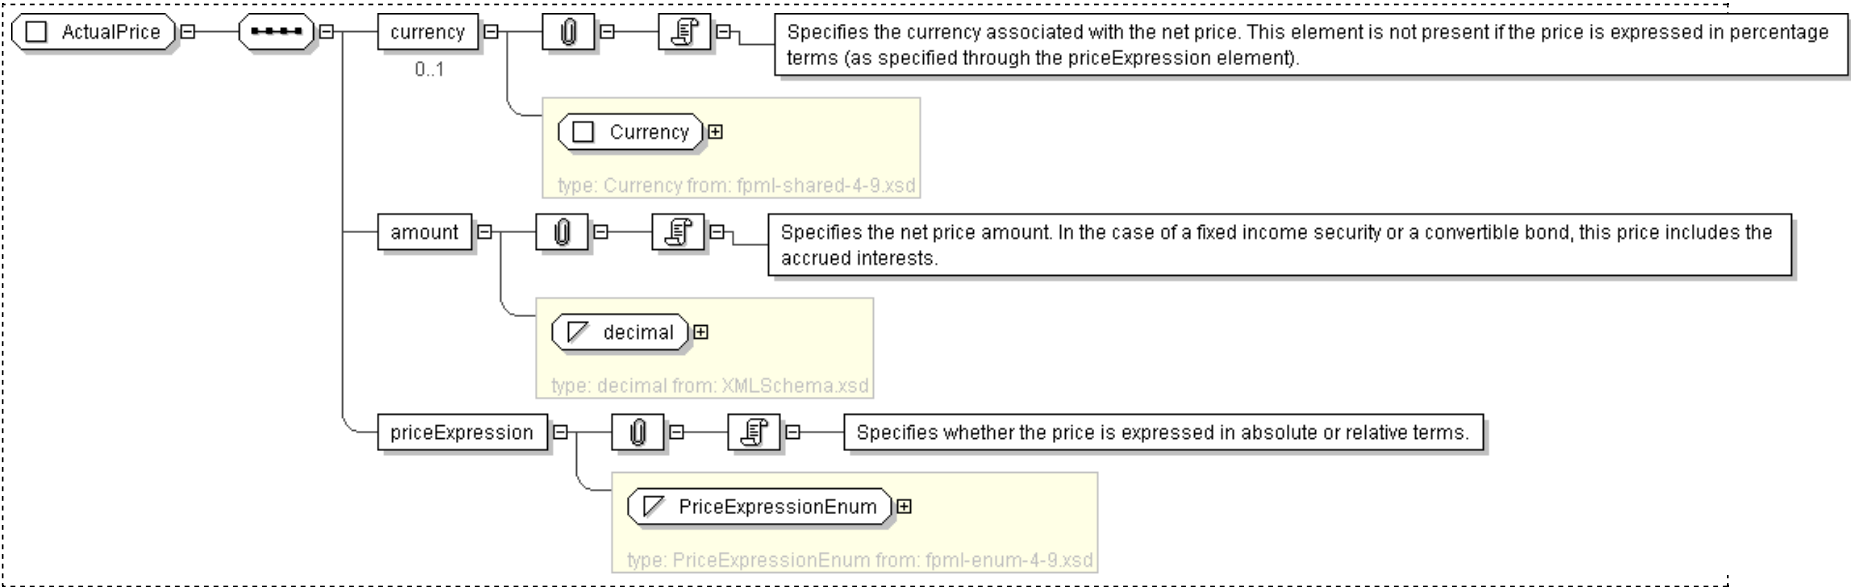 ActualPrice
currency
Specifies the currency associated with the net price. This element is not present if the price is expressed in percentage
terms (as specified through the priceExpression element).
0..1
Currency
type: Currency from: fpml-shared-4-9.xsd
amount
Specifies the net price amount. In the case of a fixed income security or a convertible bond, this price includes the
accrued interests.
decimal
type: decimal from: XMLSchema.xsd
priceExpression
Specifies whether the price is expressed in absolute or relative terms.
PriceExpressionEnum
type: PriceExpressionEnum from: fpml-enum-4-9.xsd